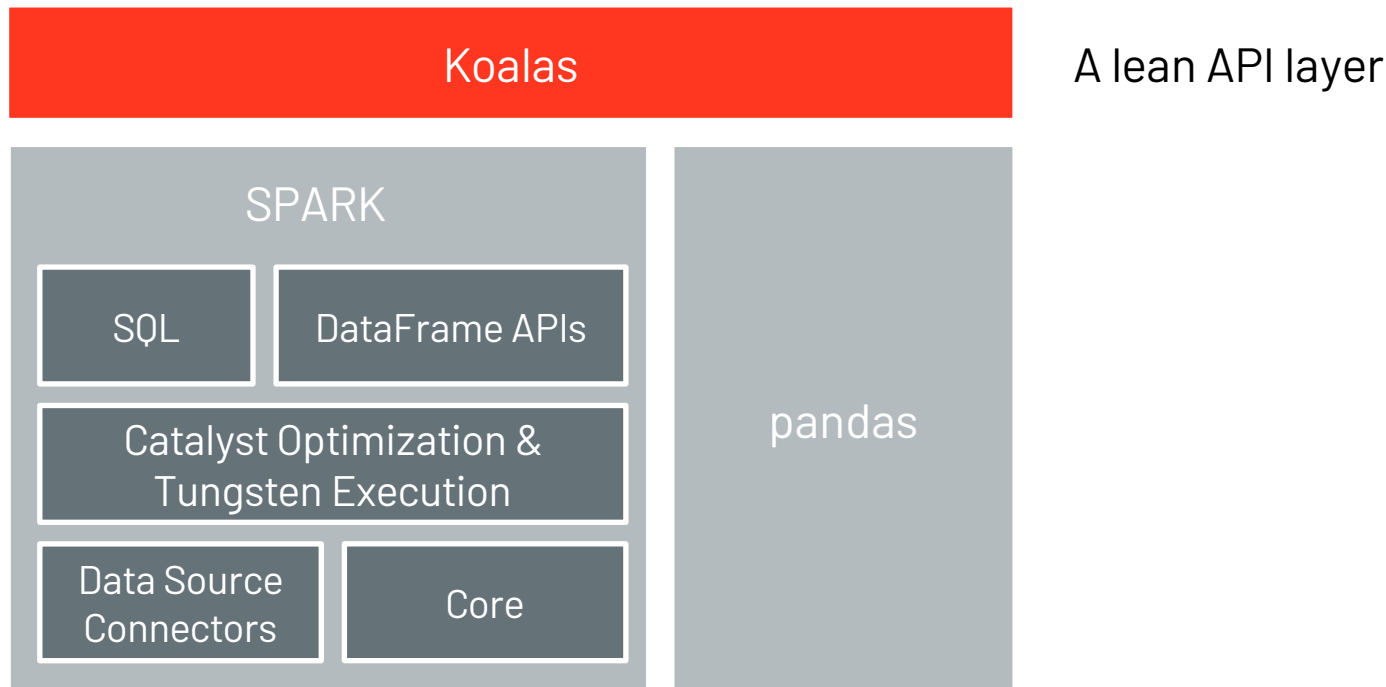 Koalas
A lean API layer
SPARK
SQL
DataFrame APIs
Catalyst Optimization &
Tungsten Execution
Data Source
Connectors
Core
pandas